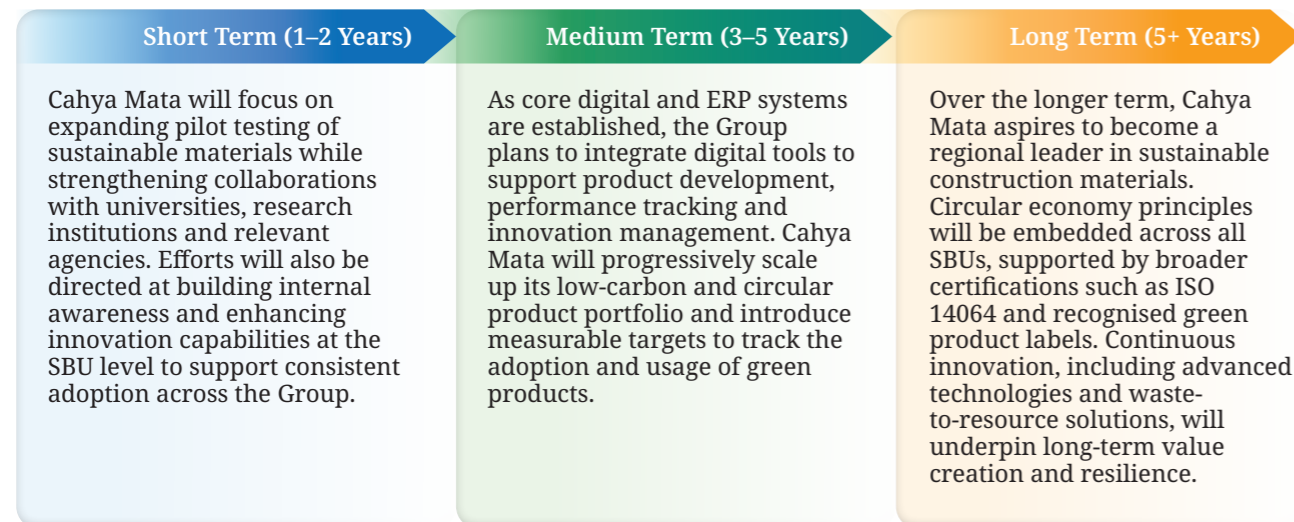 Short Term (1–2 Years)
Cahya Mata will focus on
expanding pilot testing of
sustainable materials while
strengthening collaborations
with universities, research
institutions and relevant
agencies. Efforts will also be
directed at building internal
awareness and enhancing
innovation capabilities at the
SBU level to support consistent
adoption across the Group.
Medium Term (3–5 Years)
As core digital and ERP systems
are established, the Group
plans to integrate digital tools to
support product development,
performance tracking and
innovation management. Cahya
Mata will progressively scale
up its low-carbon and circular
product portfolio and introduce
measurable targets to track the
adoption and usage of green
products.
Long Term (5+ Years)
Over the longer term, Cahya
Mata aspires to become a
regional leader in sustainable
construction materials.
Circular economy principles
will be embedded across all
SBUs, supported by broader
certifications such as ISO
14064 and recognised green
product labels. Continuous
innovation, including advanced
technologies and waste-
to-resource solutions, will
underpin long-term value
creation and resilience.